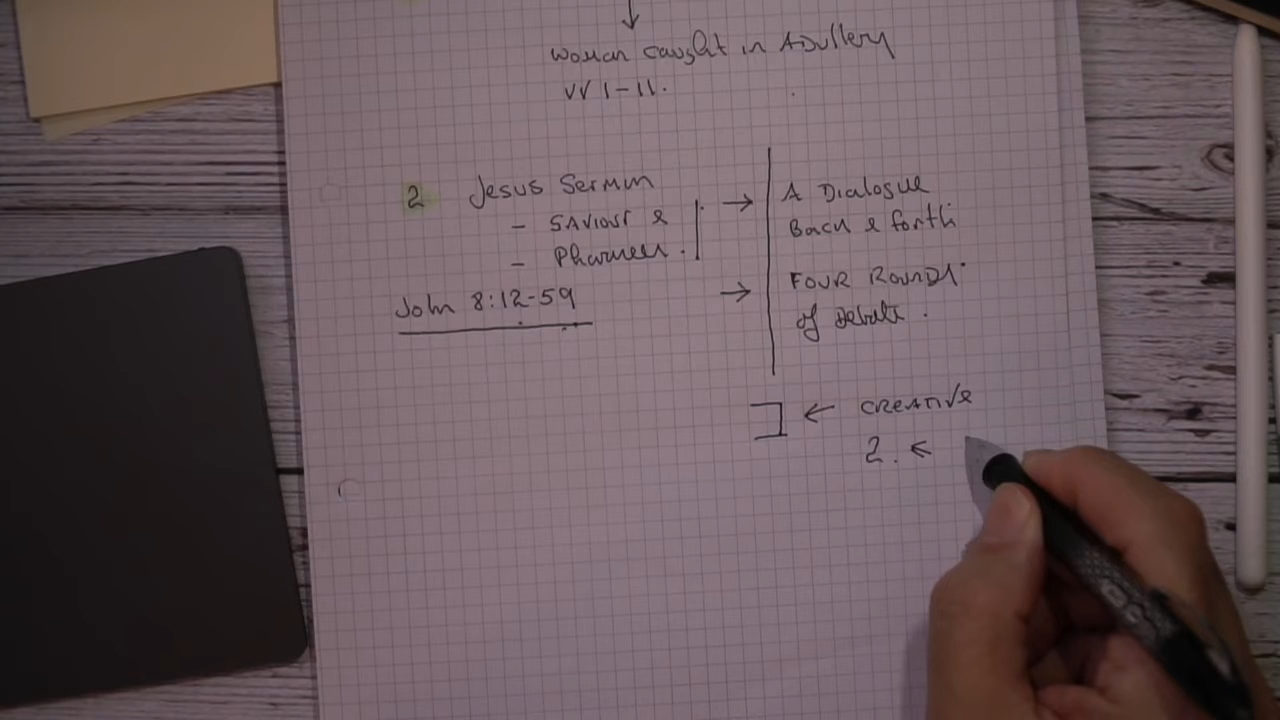 Woman caught in Adultery
VV 1-11.
2 Jesus Sermon
- Saviour &
- Pharisees.
John 8:12-59
A Dialogue
Back & forth
Four Rounds
of Debate.
← Creative
2. ←